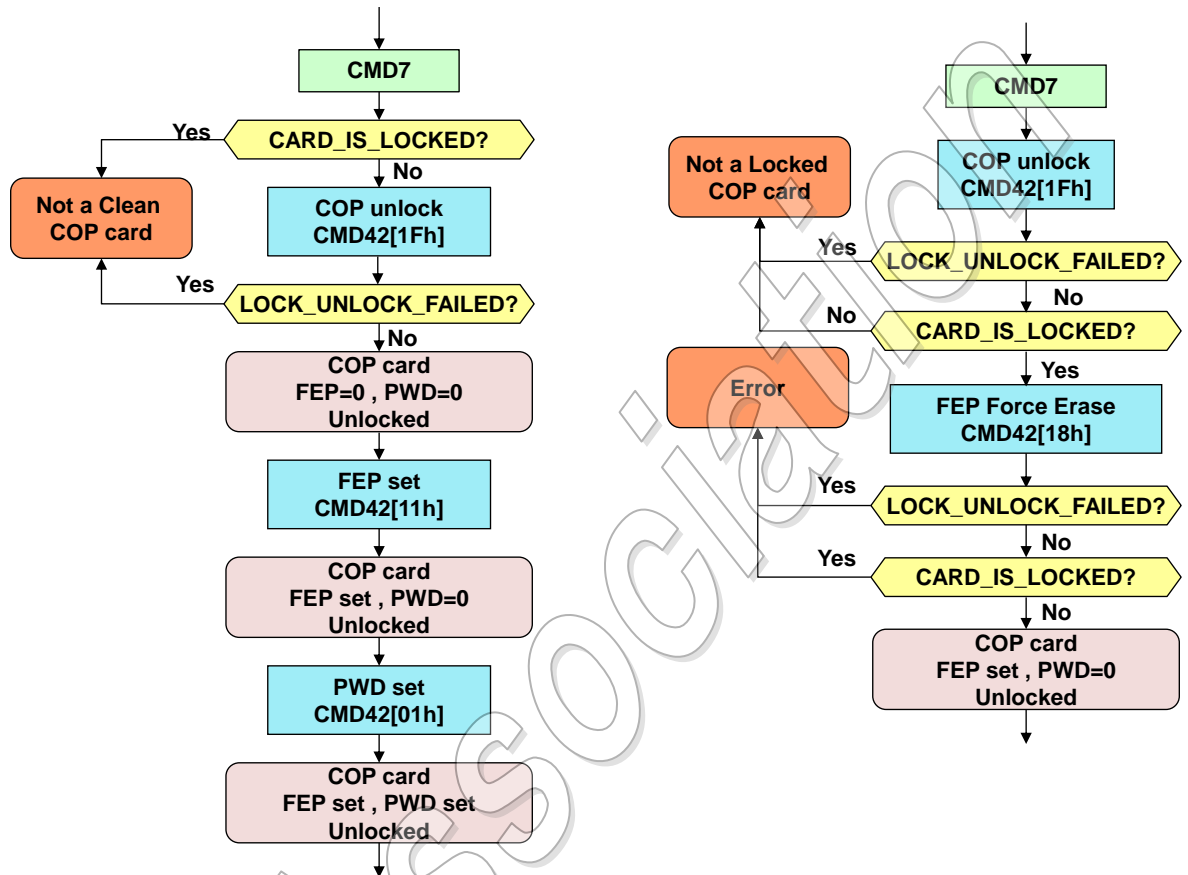 CMD7
Yes
CARD_IS_LOCKED?
No
Not a Clean
COP card
COP unlock
CMD42[1Fh]
Yes
LOCK_UNLOCK_FAILED?
No
COP card
FEP=0 , PWD=0
Unlocked
FEP set
CMD42[11h]
COP card
FEP set , PWD=0
Unlocked
PWD set
CMD42[01h]
COP card
FEP set , PWD set
Unlocked
CMD7
Not a Locked
COP card
COP unlock
CMD42[1Fh]
Yes
LOCK_UNLOCK_FAILED?
No
No
CARD_IS_LOCKED?
Yes
Error
FEP Force Erase
CMD42[18h]
Yes
LOCK_UNLOCK_FAILED?
No
Yes
CARD_IS_LOCKED?
No
COP card
FEP set , PWD=0
Unlocked
ssociation